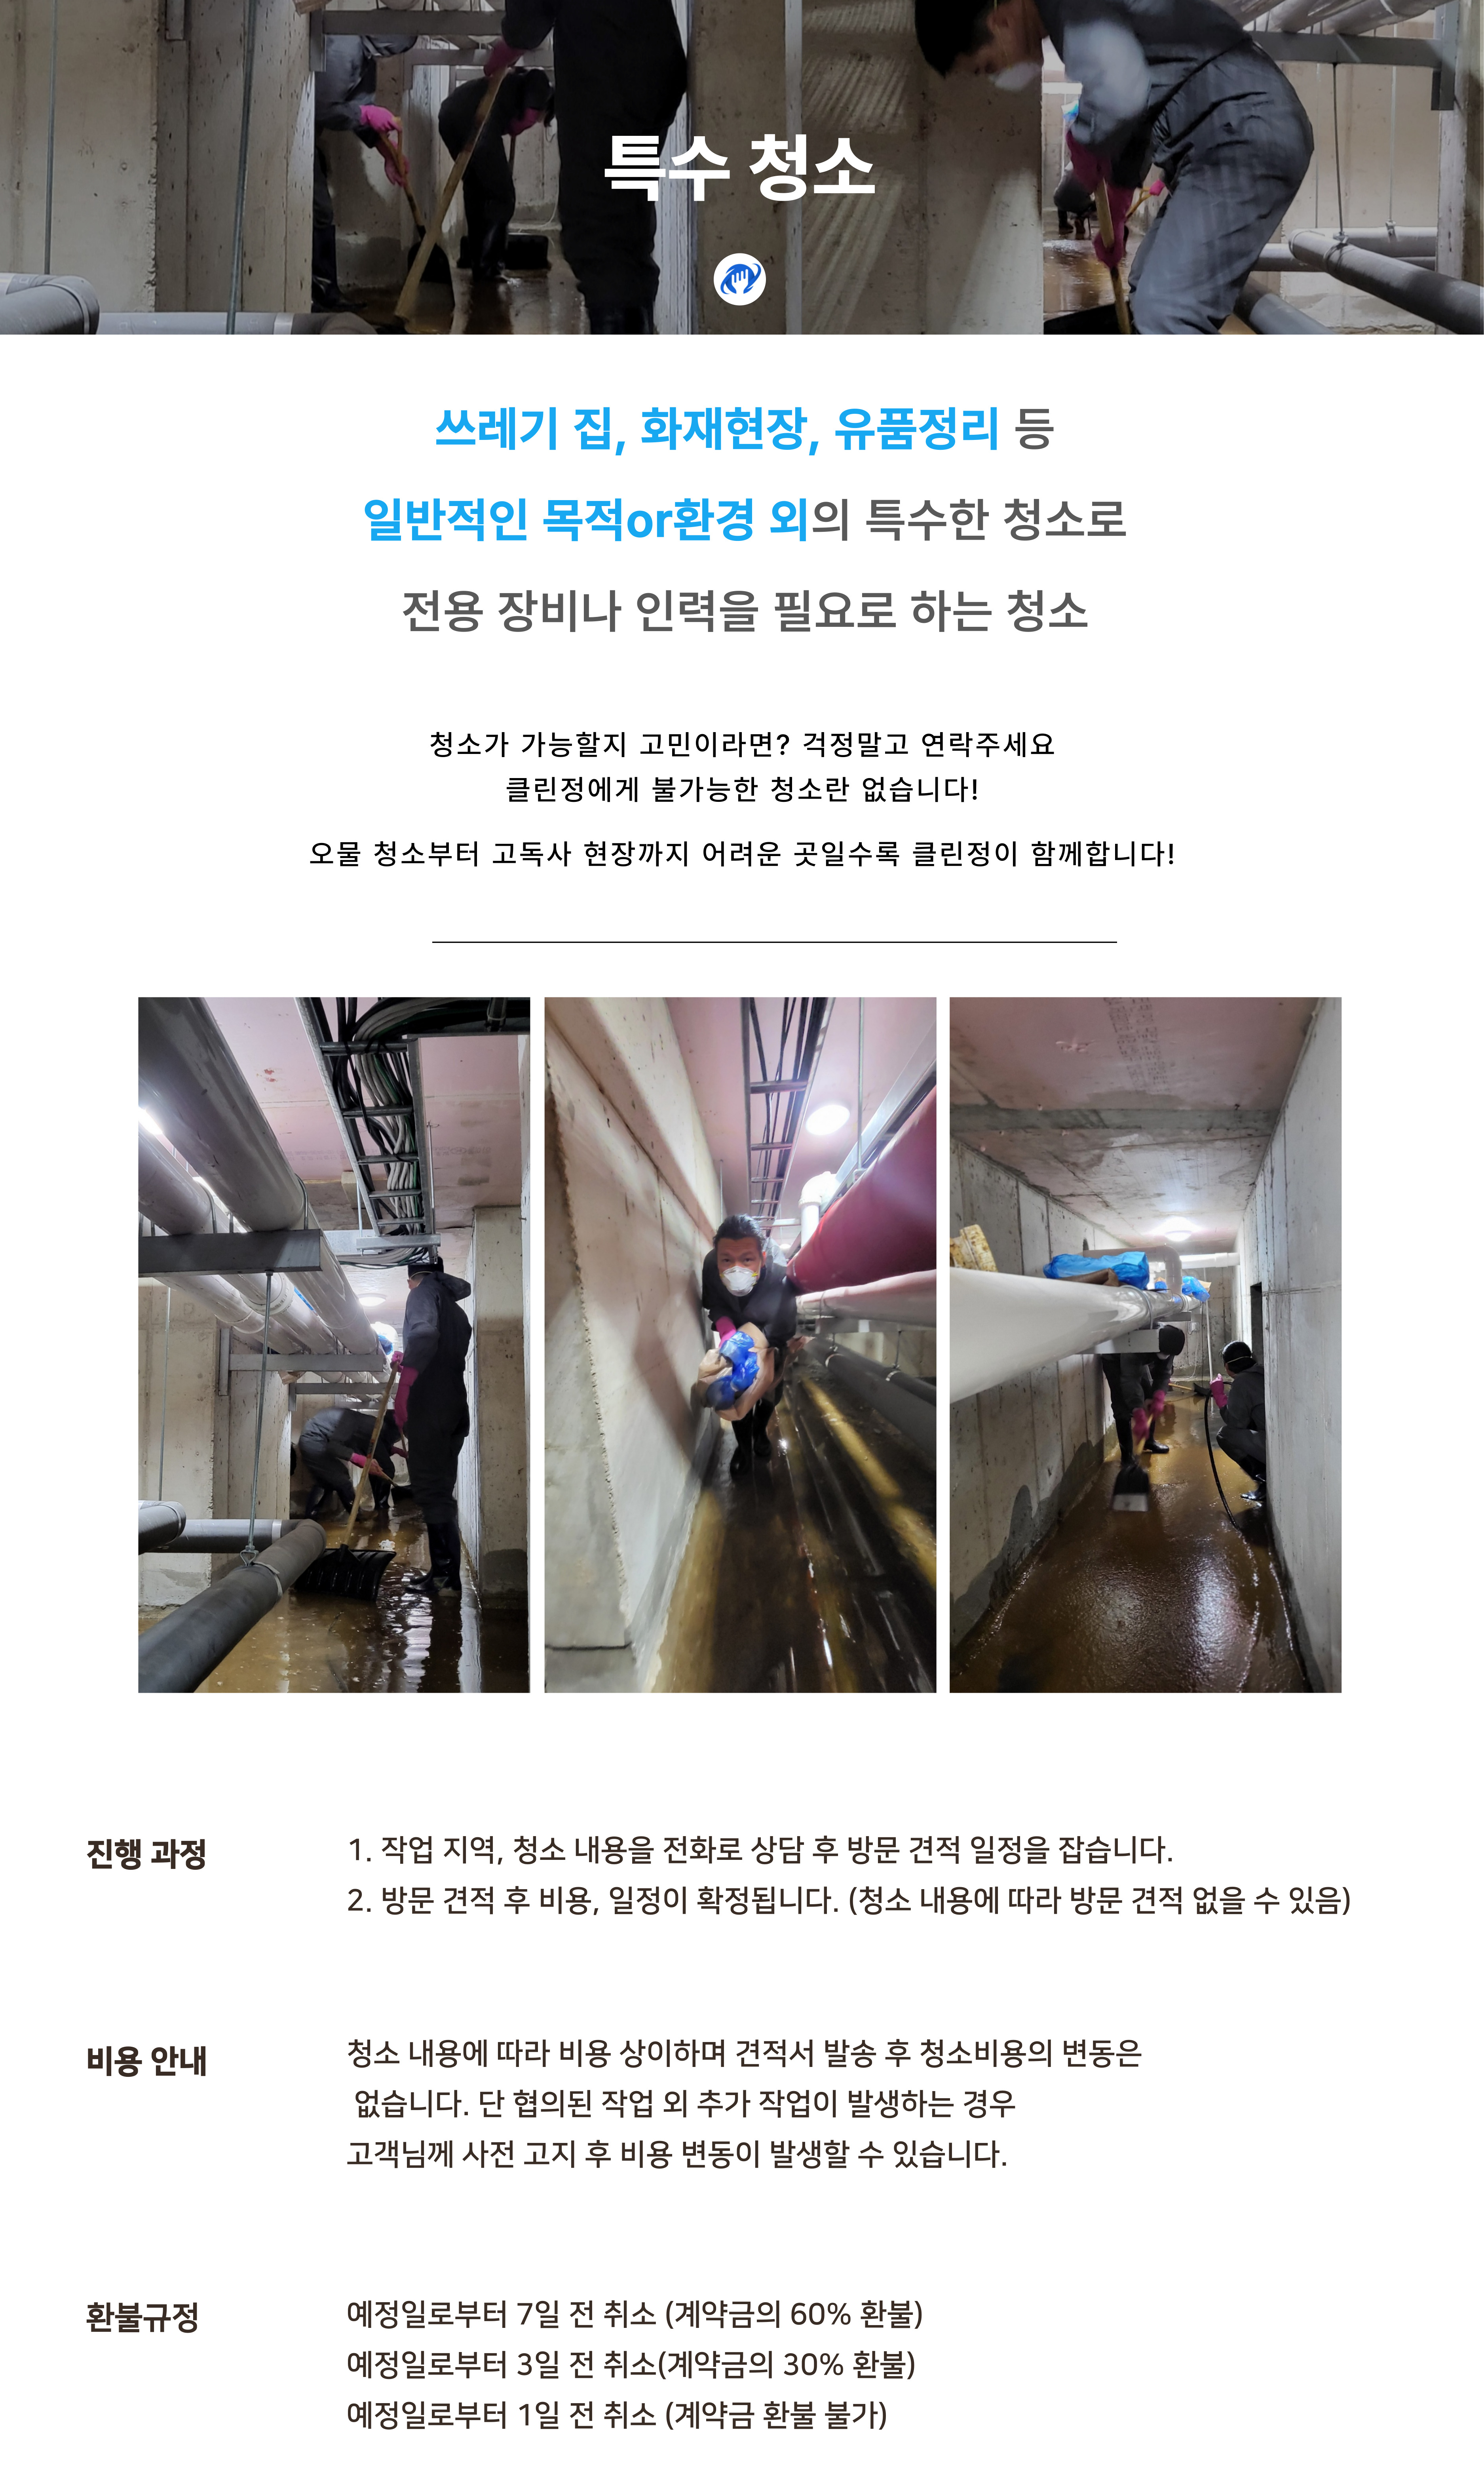 특수 청소
쓰레기 집, 화재현장, 유품정리 등
일반적인 목적or환경 외의 특수한 청소로
전용 장비나 인력을 필요로 하는 청소
청소가 가능할지 고민이라면? 걱정말고 연락주세요
클린정에게 불가능한 청소란 없습니다!
오물 청소부터 고독사 현장까지 어려운 곳일수록 클린정이 함께합니다!
진행 과정
1. 작업 지역, 청소 내용을 전화로 상담 후 방문 견적 일정을 잡습니다.
2. 방문 견적 후 비용, 일정이 확정됩니다. (청소 내용에 따라 방문 견적 없을 수 있음)
비용 안내
청소 내용에 따라 비용 상이하며 견적서 발송 후 청소비용의 변동은
없습니다. 단 협의된 작업 외 추가 작업이 발생하는 경우
고객님께 사전 고지 후 비용 변동이 발생할 수 있습니다.
환불규정
예정일로부터 7일 전 취소 (계약금의 60% 환불)
예정일로부터 3일 전 취소(계약금의 30% 환불)
예정일로부터 1일 전 취소 (계약금 환불 불가)